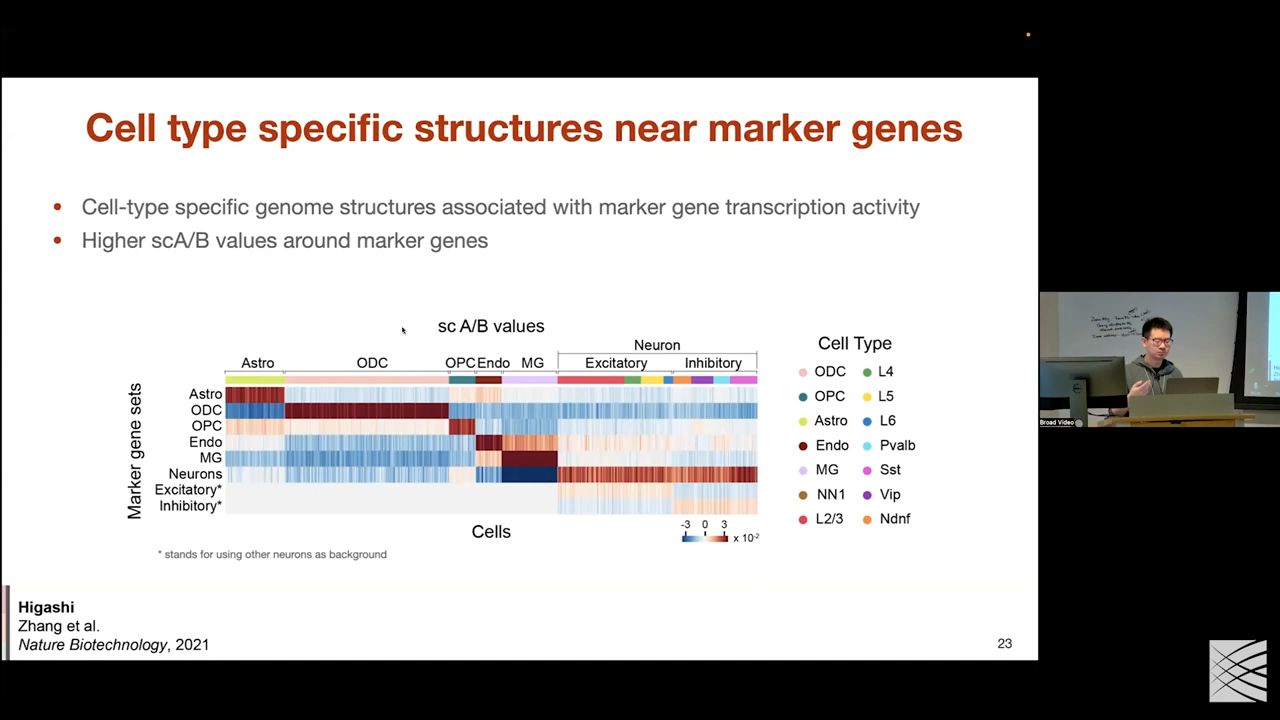 Cell type specific structures near marker genes
• Cell-type specific genome structures associated with marker gene transcription activity
• Higher scA/B values around marker genes
sc A/B values
Neuron
Astro ODC OPC Endo MG Excitatory Inhibitory
Marker gene sets
Astro
ODC
OPC
Endo
MG
Neurons
Excitatory*
Inhibitory*
Cells
-3 0 3
x 10-2
* stands for using other neurons as background
Cell Type
ODC L4
OPC L5
Astro L6
Endo Pvalb
MG Sst
NN1 Vip
L2/3 Ndnf
Higashi
Zhang et al.
Nature Biotechnology, 2021
23
Broad Video